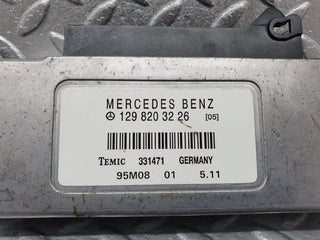 MERCEDES BENZ
129 820 32 26 [05]
TEMIC 331471 GERMANY
95M08 01 5.11